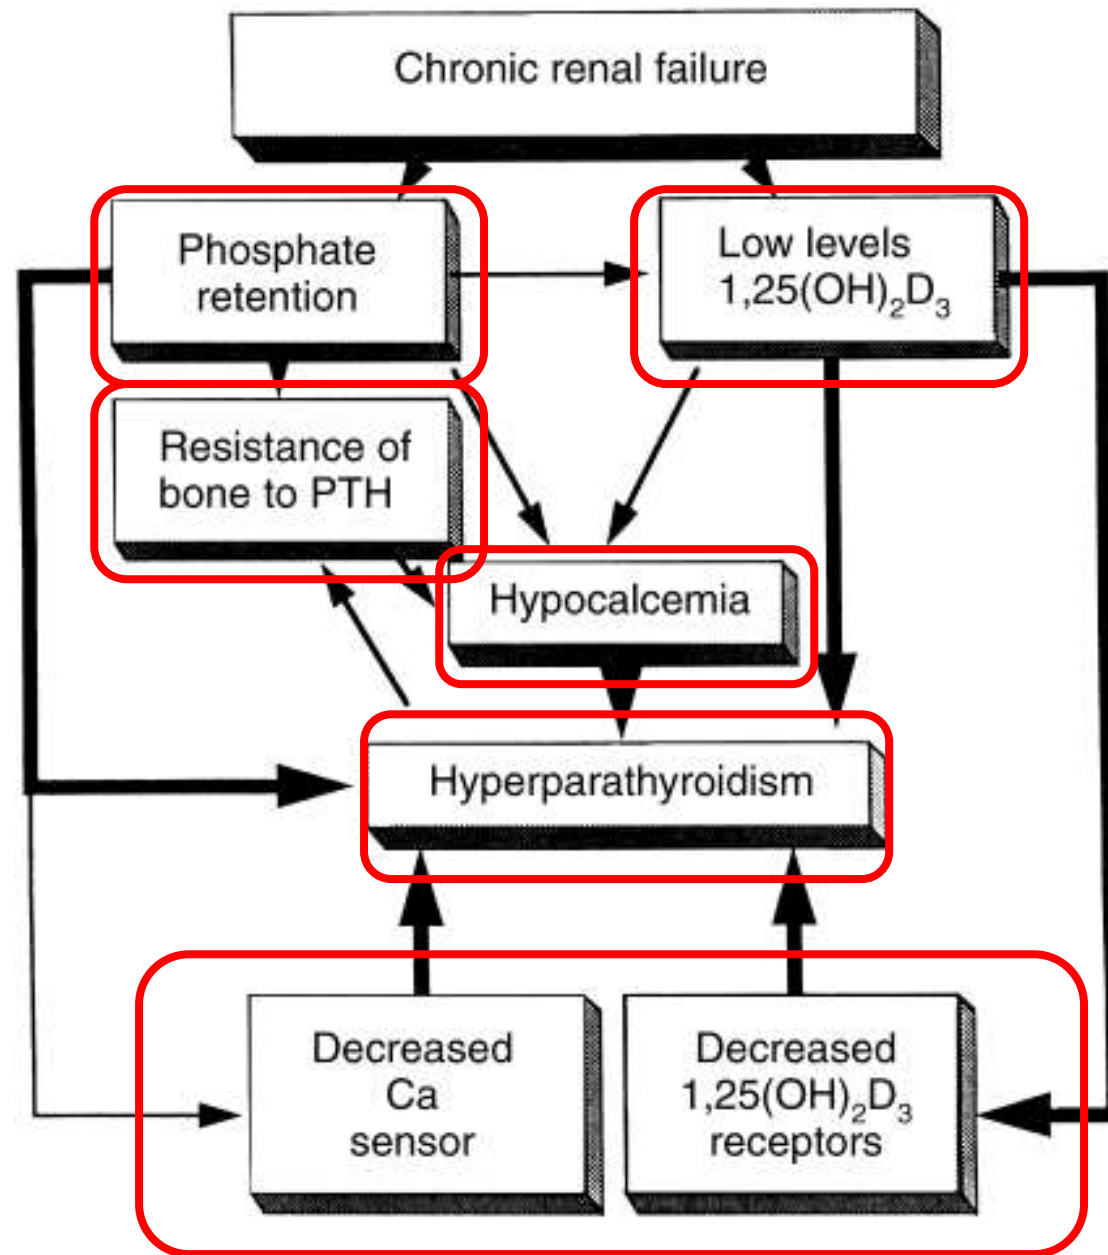 Chronic renal failure
Phosphate
retention
Low levels
1,25(OH)₂D₃
Resistance of
bone to PTH
Hypocalcemia
Hyperparathyroidism
Decreased
Ca
sensor
Decreased
1,25(OH)₂D₃
receptors